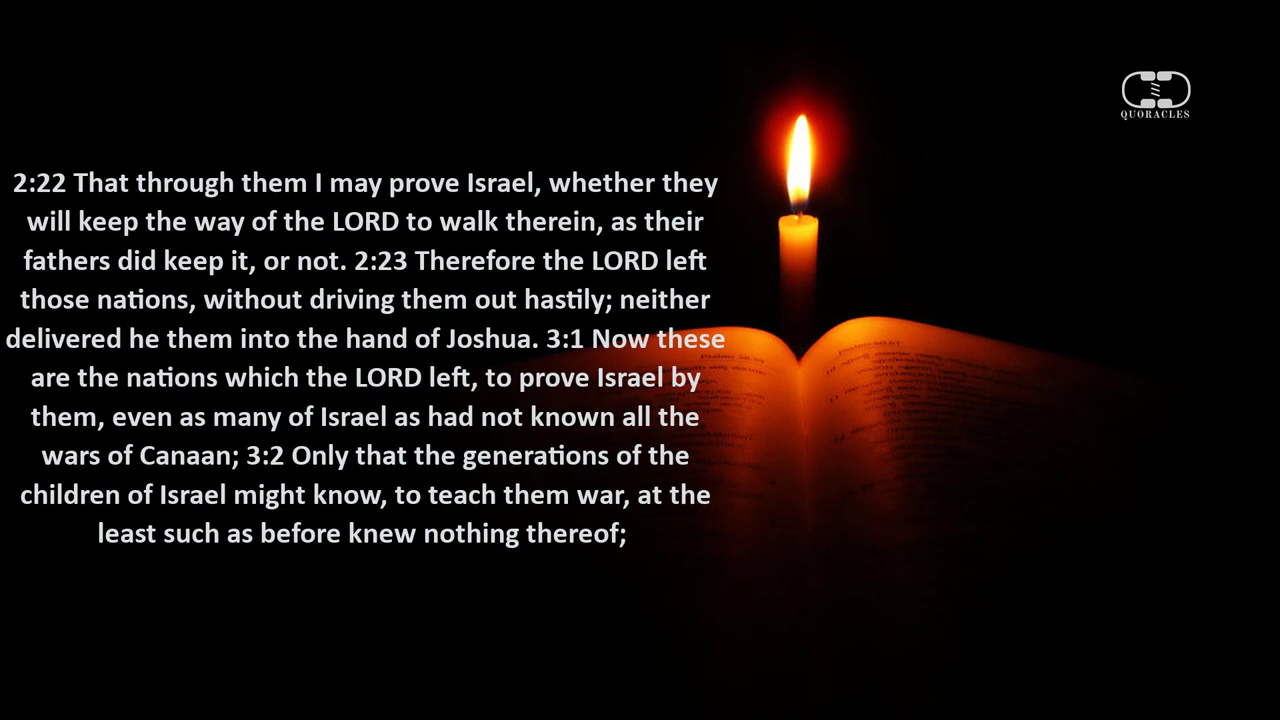 QUORACLES
2:22 That through them I may prove Israel, whether they
will keep the way of the LORD to walk therein, as their
fathers did keep it, or not. 2:23 Therefore the LORD left
those nations, without driving them out hastily; neither
delivered he them into the hand of Joshua. 3:1 Now these
are the nations which the LORD left, to prove Israel by
them, even as many of Israel as had not known all the
wars of Canaan; 3:2 Only that the generations of the
children of Israel might know, to teach them war, at the
least such as before knew nothing thereof;